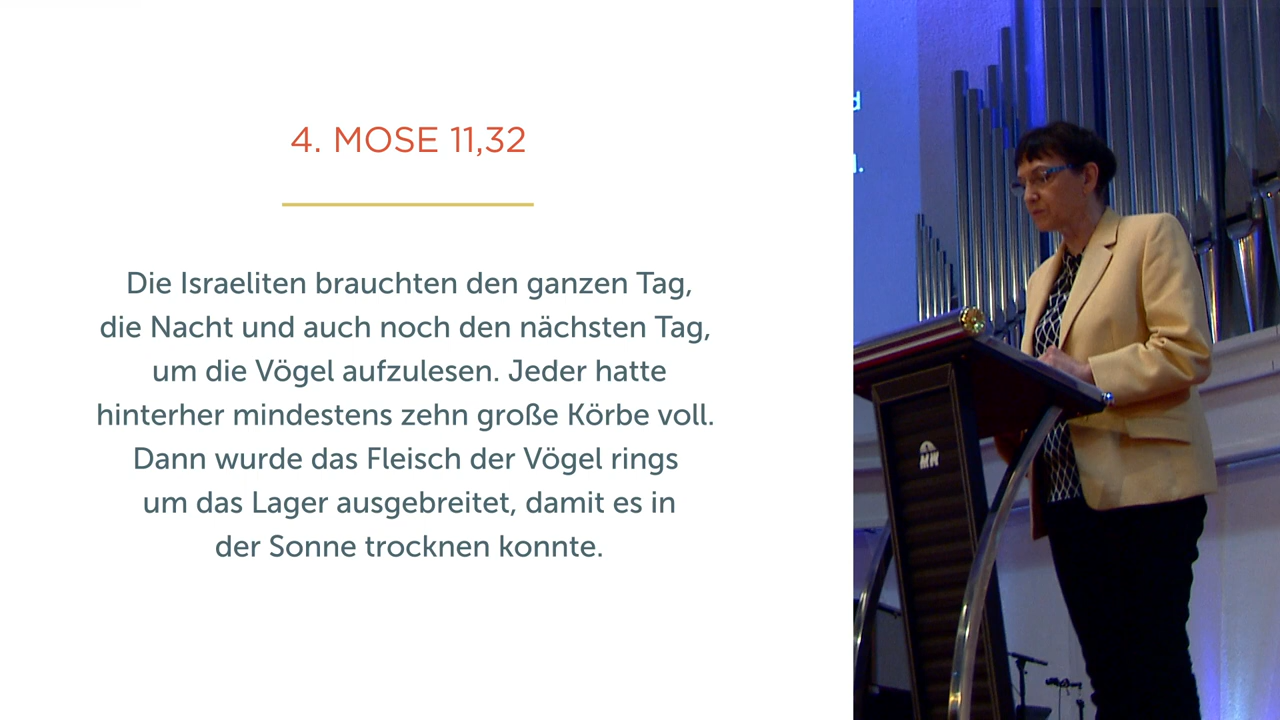 4. MOSE 11,32
Die Israeliten brauchten den ganzen Tag,
die Nacht und auch noch den nächsten Tag,
um die Vögel aufzulesen. Jeder hatte
hinterher mindestens zehn große Körbe voll.
Dann wurde das Fleisch der Vögel rings
um das Lager ausgebreitet, damit es in
der Sonne trocknen konnte.